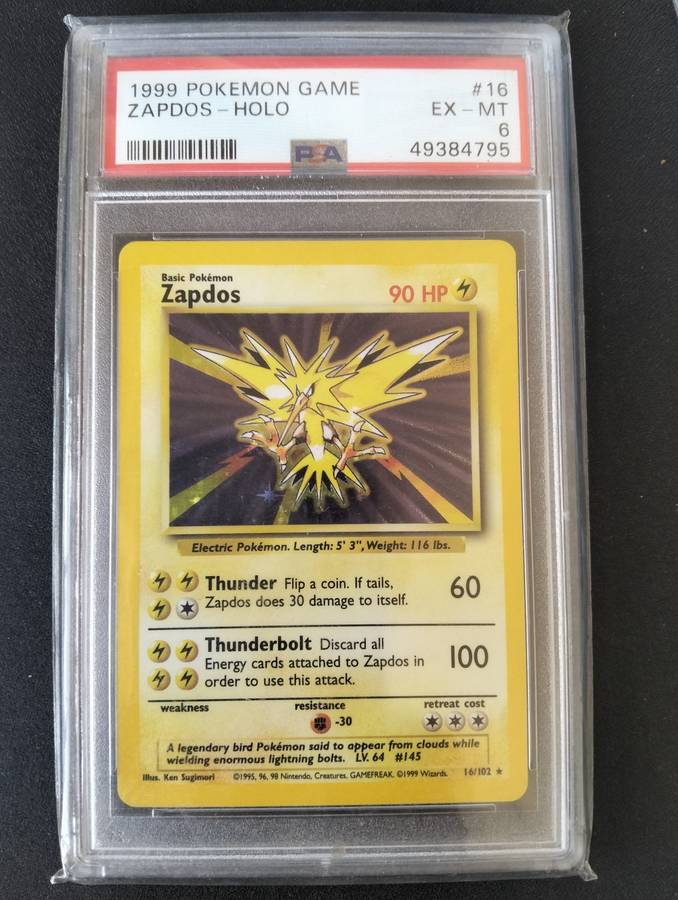 1999 POKEMON GAME #16
ZAPDOS - HOLO EX - MT
6
PSA 49384795
Basic Pokémon
Zapdos 90 HP
Electric Pokémon. Length: 5' 3", Weight: 116 lbs.
Thunder Flip a coin. If tails, 60
Zapdos does 30 damage to itself.
Thunderbolt Discard all
Energy cards attached to Zapdos in 100
order to use this attack.
weakness resistance retreat cost
-30
A legendary bird Pokémon said to appear from clouds while
wielding enormous lightning bolts. LV. 64 #145
Illus. Ken Sugimori ©1995, 96, 98 Nintendo, Creatures, GAMEFREAK. ©1999 Wizards. 16/102 ★